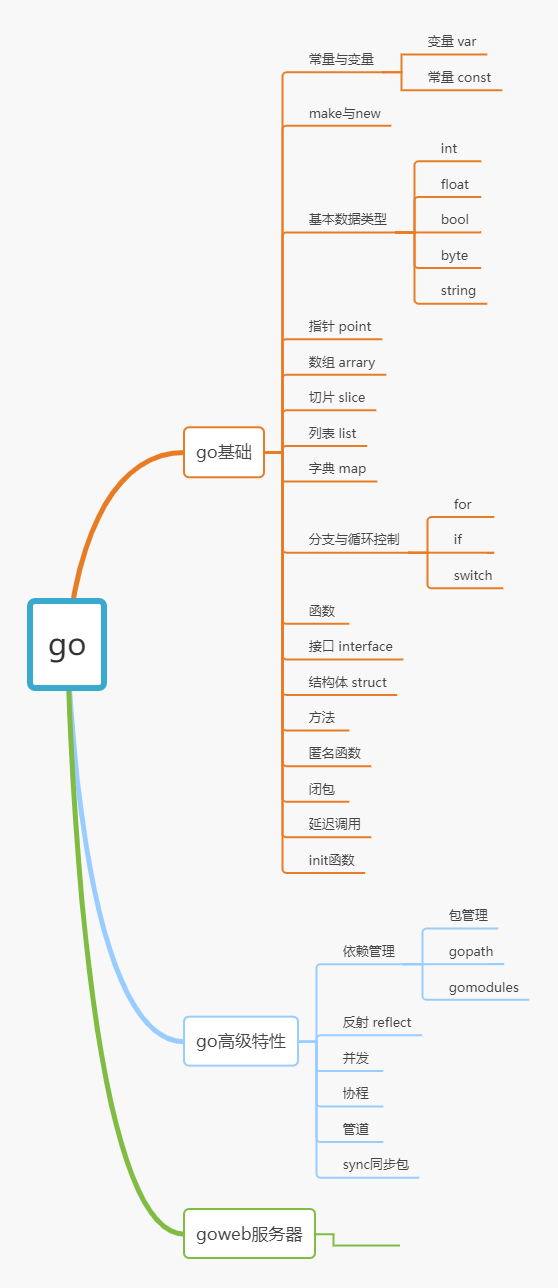 变量 var
常量与变量
常量 const
make与new
int
float
基本数据类型
bool
byte
string
指针 point
数组 arrary
切片 slice
go基础
列表 list
字典 map
for
分支与循环控制
if
switch
函数
go
接口 interface
结构体 struct
方法
匿名函数
闭包
延迟调用
init函数
包管理
依赖管理
gopath
gomodules
反射 reflect
go高级特性
并发
协程
管道
sync同步包
goweb服务器